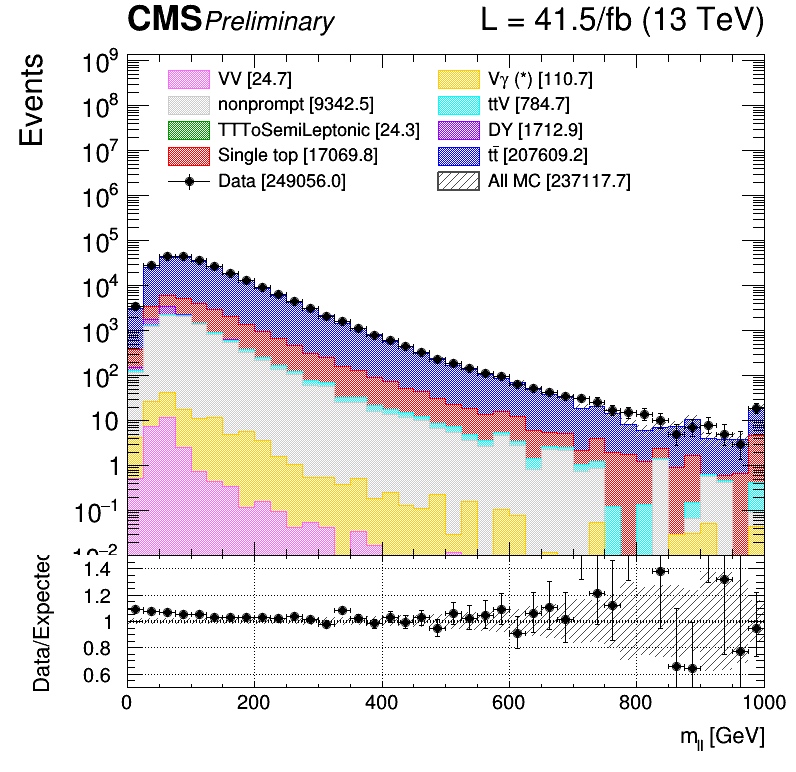 CMS Preliminary L = 41.5/fb (13 TeV)
Events
10⁹
10⁸
10⁷
10⁶
10⁵
10⁴
10³
10²
10
1
10⁻¹
10⁻²
VV [24.7]
Vγ (*) [110.7]
nonprompt [9342.5]
ttV [784.7]
TTToSemiLeptonic [24.3]
DY [1712.9]
Single top [17069.8]
tt̄ [207609.2]
Data [249056.0]
All MC [237117.7]
Data/Expected
1.4
1.2
1
0.8
0.6
0 200 400 600 800 1000
m_ll [GeV]